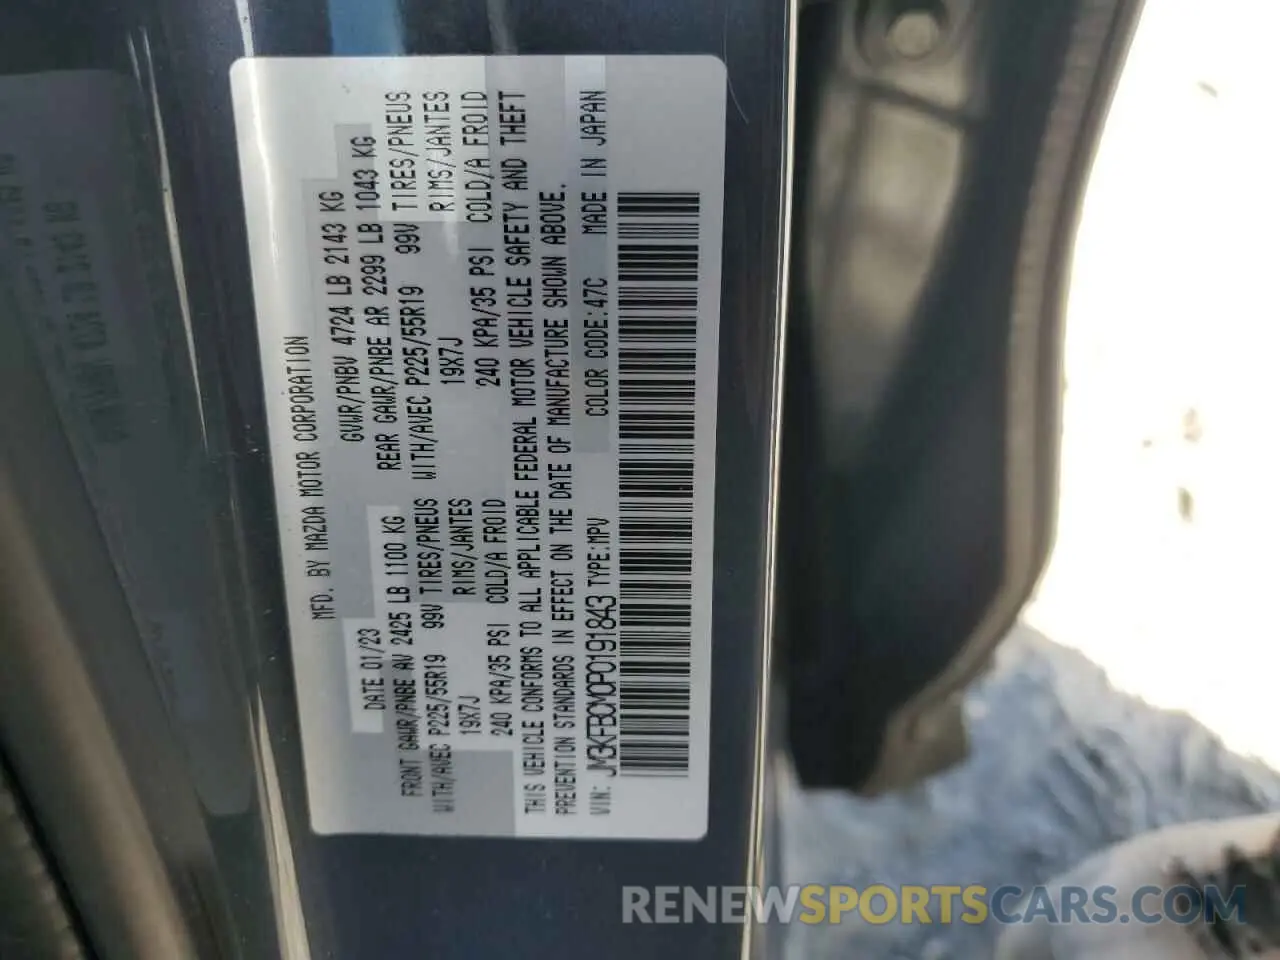 MFD. BY MAZDA MOTOR CORPORATION
DATE 01/23 GVWR/PNBV 4724 LB 2143 KG
FRONT GAWR/PNBE AV 2425 LB 1100 KG REAR GAWR/PNBE AR 2299 LB 1043 KG
WITH/AVEC P225/55R19 99V TIRES/PNEUS WITH/AVEC P225/55R19 99V TIRES/PNEUS
19X7J RIMS/JANTES 19X7J RIMS/JANTES
240 KPA/35 PSI COLD/A FROID 240 KPA/35 PSI COLD/A FROID
THIS VEHICLE CONFORMS TO ALL APPLICABLE FEDERAL MOTOR VEHICLE SAFETY AND THEFT
PREVENTION STANDARDS IN EFFECT ON THE DATE OF MANUFACTURE SHOWN ABOVE.
VIN: JM3KFBCM0P0191843 TYPE:MPV COLOR CODE:47C MADE IN JAPAN
RENEWSPORTSCARS.COM